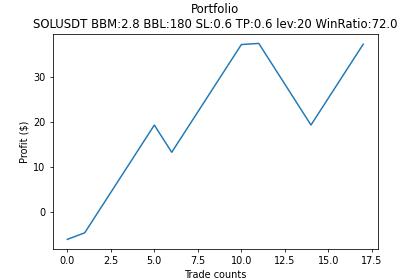 Portfolio
SOLUSDT BBM:2.8 BBL:180 SL:0.6 TP:0.6 lev:20 WinRatio:72.0
30
20
10
0
Profit ($)
0.0 2.5 5.0 7.5 10.0 12.5 15.0 17.5
Trade counts